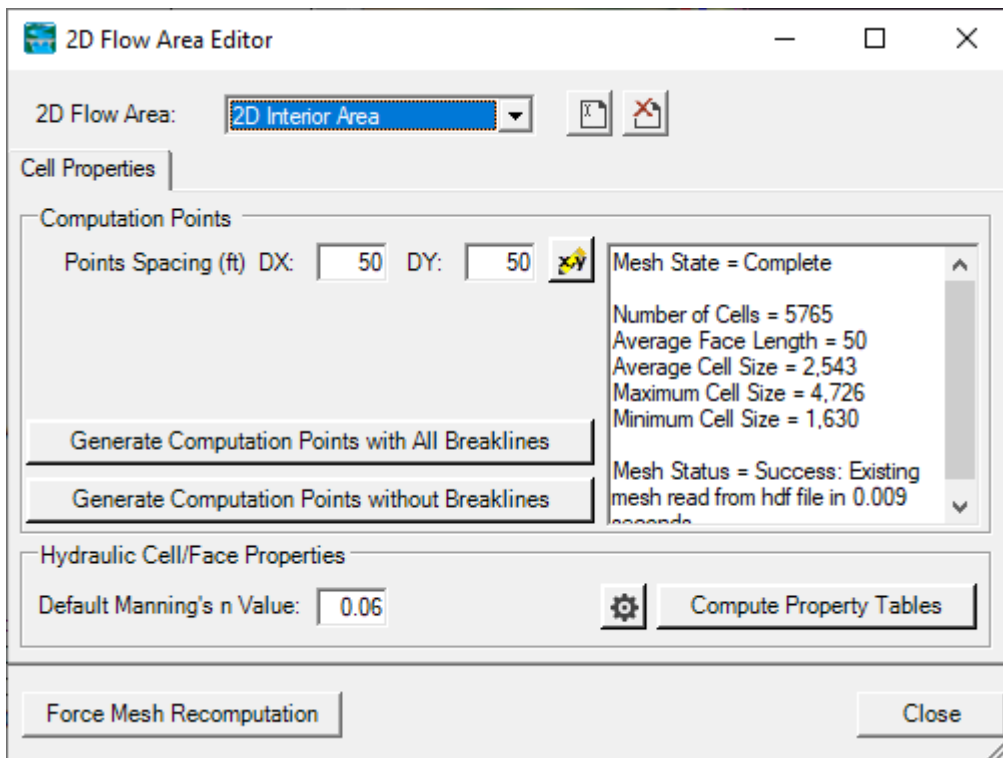 2D Flow Area Editor
2D Flow Area: 2D Interior Area
Cell Properties
Computation Points
Points Spacing (ft) DX: 50 DY: 50 x,y
Mesh State = Complete
Number of Cells = 5765
Average Face Length = 50
Average Cell Size = 2,543
Maximum Cell Size = 4,726
Minimum Cell Size = 1,630
Mesh Status = Success: Existing
mesh read from hdf file in 0.009
seconds
Generate Computation Points with All Breaklines
Generate Computation Points without Breaklines
Hydraulic Cell/Face Properties
Default Manning's n Value: 0.06
Compute Property Tables
Force Mesh Recomputation
Close